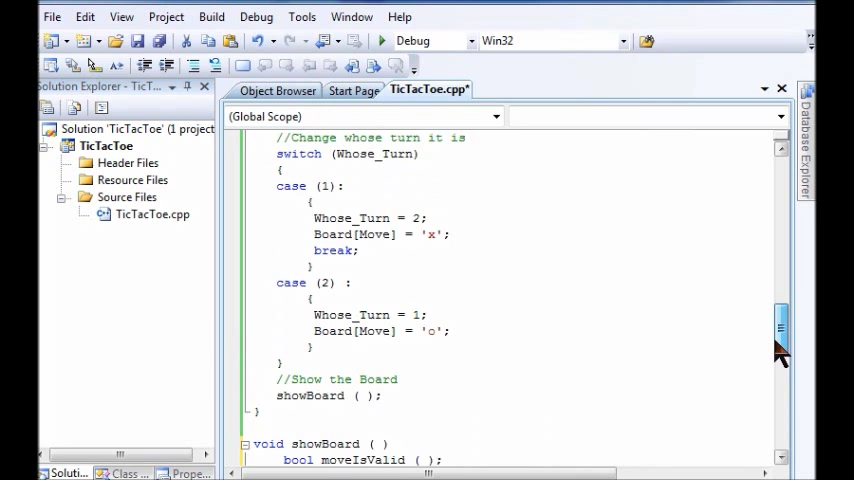 File Edit View Project Build Debug Tools Window Help
Debug Win32
Solution Explorer - TicT...
Object Browser Start Page TicTacToe.cpp*
(Global Scope)
Solution 'TicTacToe' (1 project
TicTacToe
Header Files
Resource Files
Source Files
TicTacToe.cpp
//Change whose turn it is
switch (Whose_Turn)
{
case (1):
{
Whose_Turn = 2;
Board[Move] = 'x';
break;
}
case (2) :
{
Whose_Turn = 1;
Board[Move] = 'o';
}
}
//Show the Board
showBoard ( );
}
void showBoard ( )
bool moveIsValid ( );
Database Explorer
Soluti... Class ... Prope...